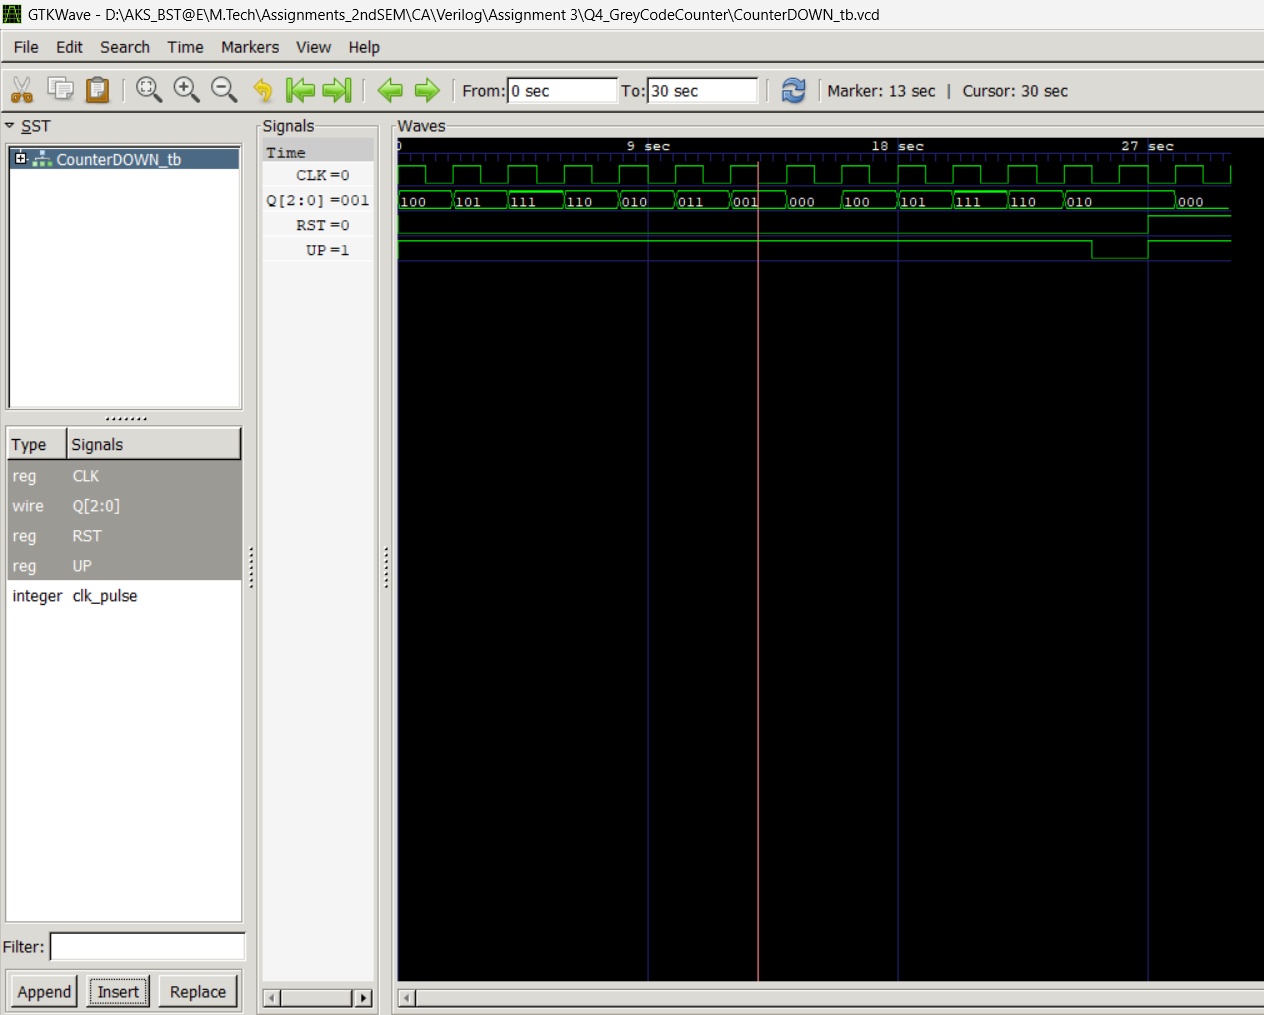 GTKWave - D:\AKS_BST@E\M.Tech\Assignments_2ndSEM\CA\Verilog\Assignment 3\Q4_GreyCodeCounter\CounterDOWN_tb.vcd
File Edit Search Time Markers View Help
From: 0 sec To: 30 sec Marker: 13 sec | Cursor: 30 sec
SST
CounterDOWN_tb
Type Signals
reg CLK
wire Q[2:0]
reg RST
reg UP
integer clk_pulse
Filter:
Append Insert Replace
Signals
Time
CLK =0
Q[2:0] =001
RST =0
UP =1
Waves
0 9 sec 18 sec 27 sec
100 101 111 110 010 011 001 000 100 101 111 110 010 000